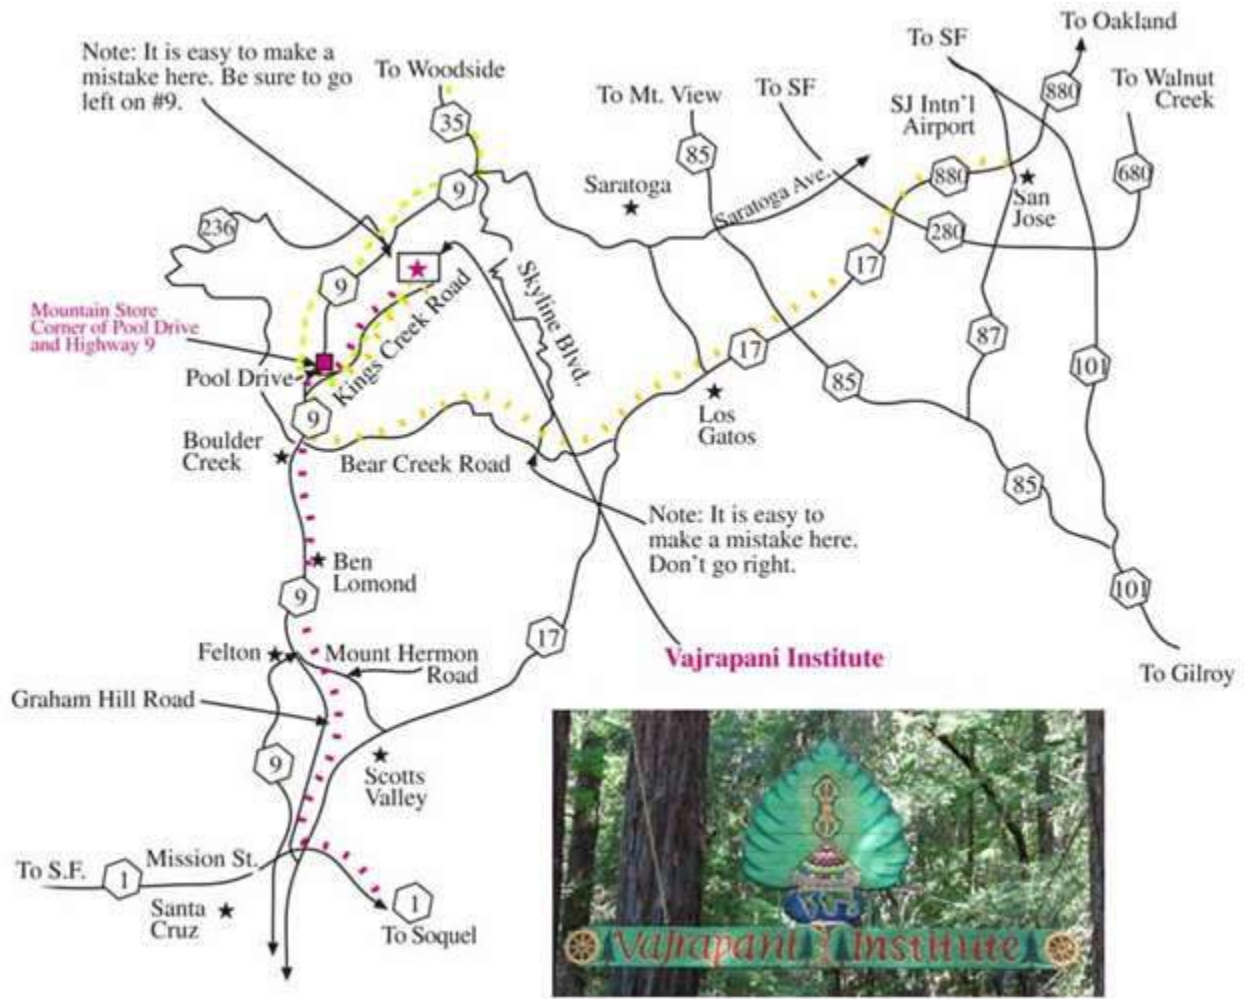 Note: It is easy to make a
mistake here. Be sure to go
left on #9.
To Woodside
35
To Mt. View
85
To SF
To SF
To Oakland
880
To Walnut
Creek
680
SJ Intn'l
Airport
880
San
Jose
Saratoga
Saratoga Ave.
280
9
236
9
17
Kings Creek Road
Skyline Blvd.
Mountain Store
Corner of Pool Drive
and Highway 9
Pool Drive
9
17
Los
Gatos
85
87
101
Boulder
Creek
Bear Creek Road
85
Note: It is easy to
make a mistake here.
Don't go right.
Ben
Lomond
9
101
17
Felton
Mount Hermon
Road
Vajrapani Institute
To Gilroy
Graham Hill Road
9
Scotts
Valley
To S.F.
1
Mission St.
Santa
Cruz
1
To Soquel
Vajrapani Institute